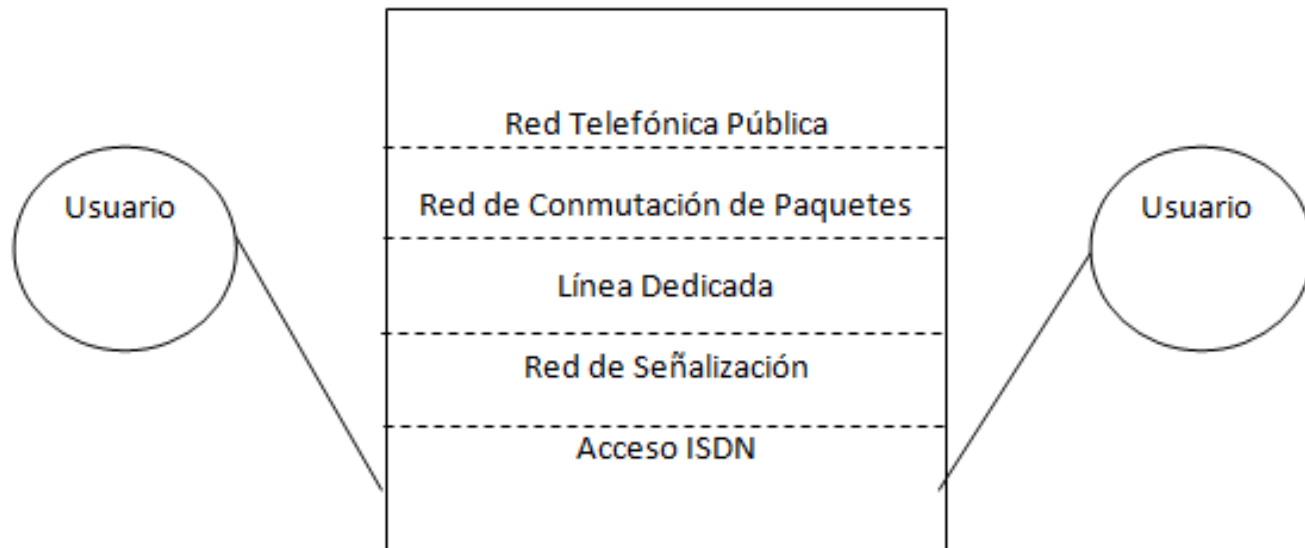 Red Telefónica Pública
Usuario
Red de Conmutación de Paquetes
Usuario
Línea Dedicada
Red de Señalización
Acceso ISDN